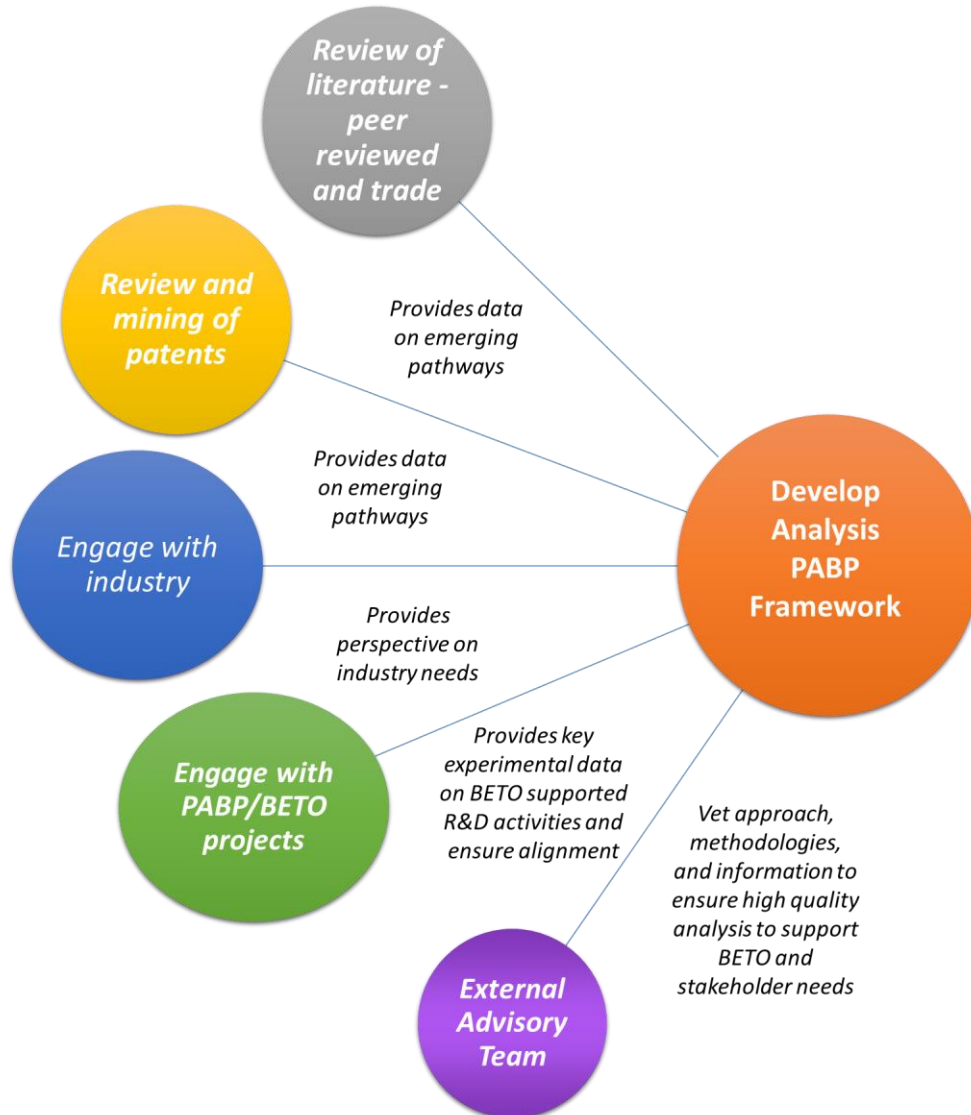 Review of
literature -
peer
reviewed
and trade
Review and
mining of
patents
Provides data
on emerging
pathways
Provides data
on emerging
pathways
Engage with
industry
Develop
Analysis
PABP
Framework
Provides
perspective on
industry needs
Engage with
PABP/BETO
projects
Provides key
experimental data
on BETO supported
R&D activities and
ensure alignment
Vet approach,
methodologies,
and information to
ensure high quality
analysis to support
BETO and
stakeholder needs
External
Advisory
Team